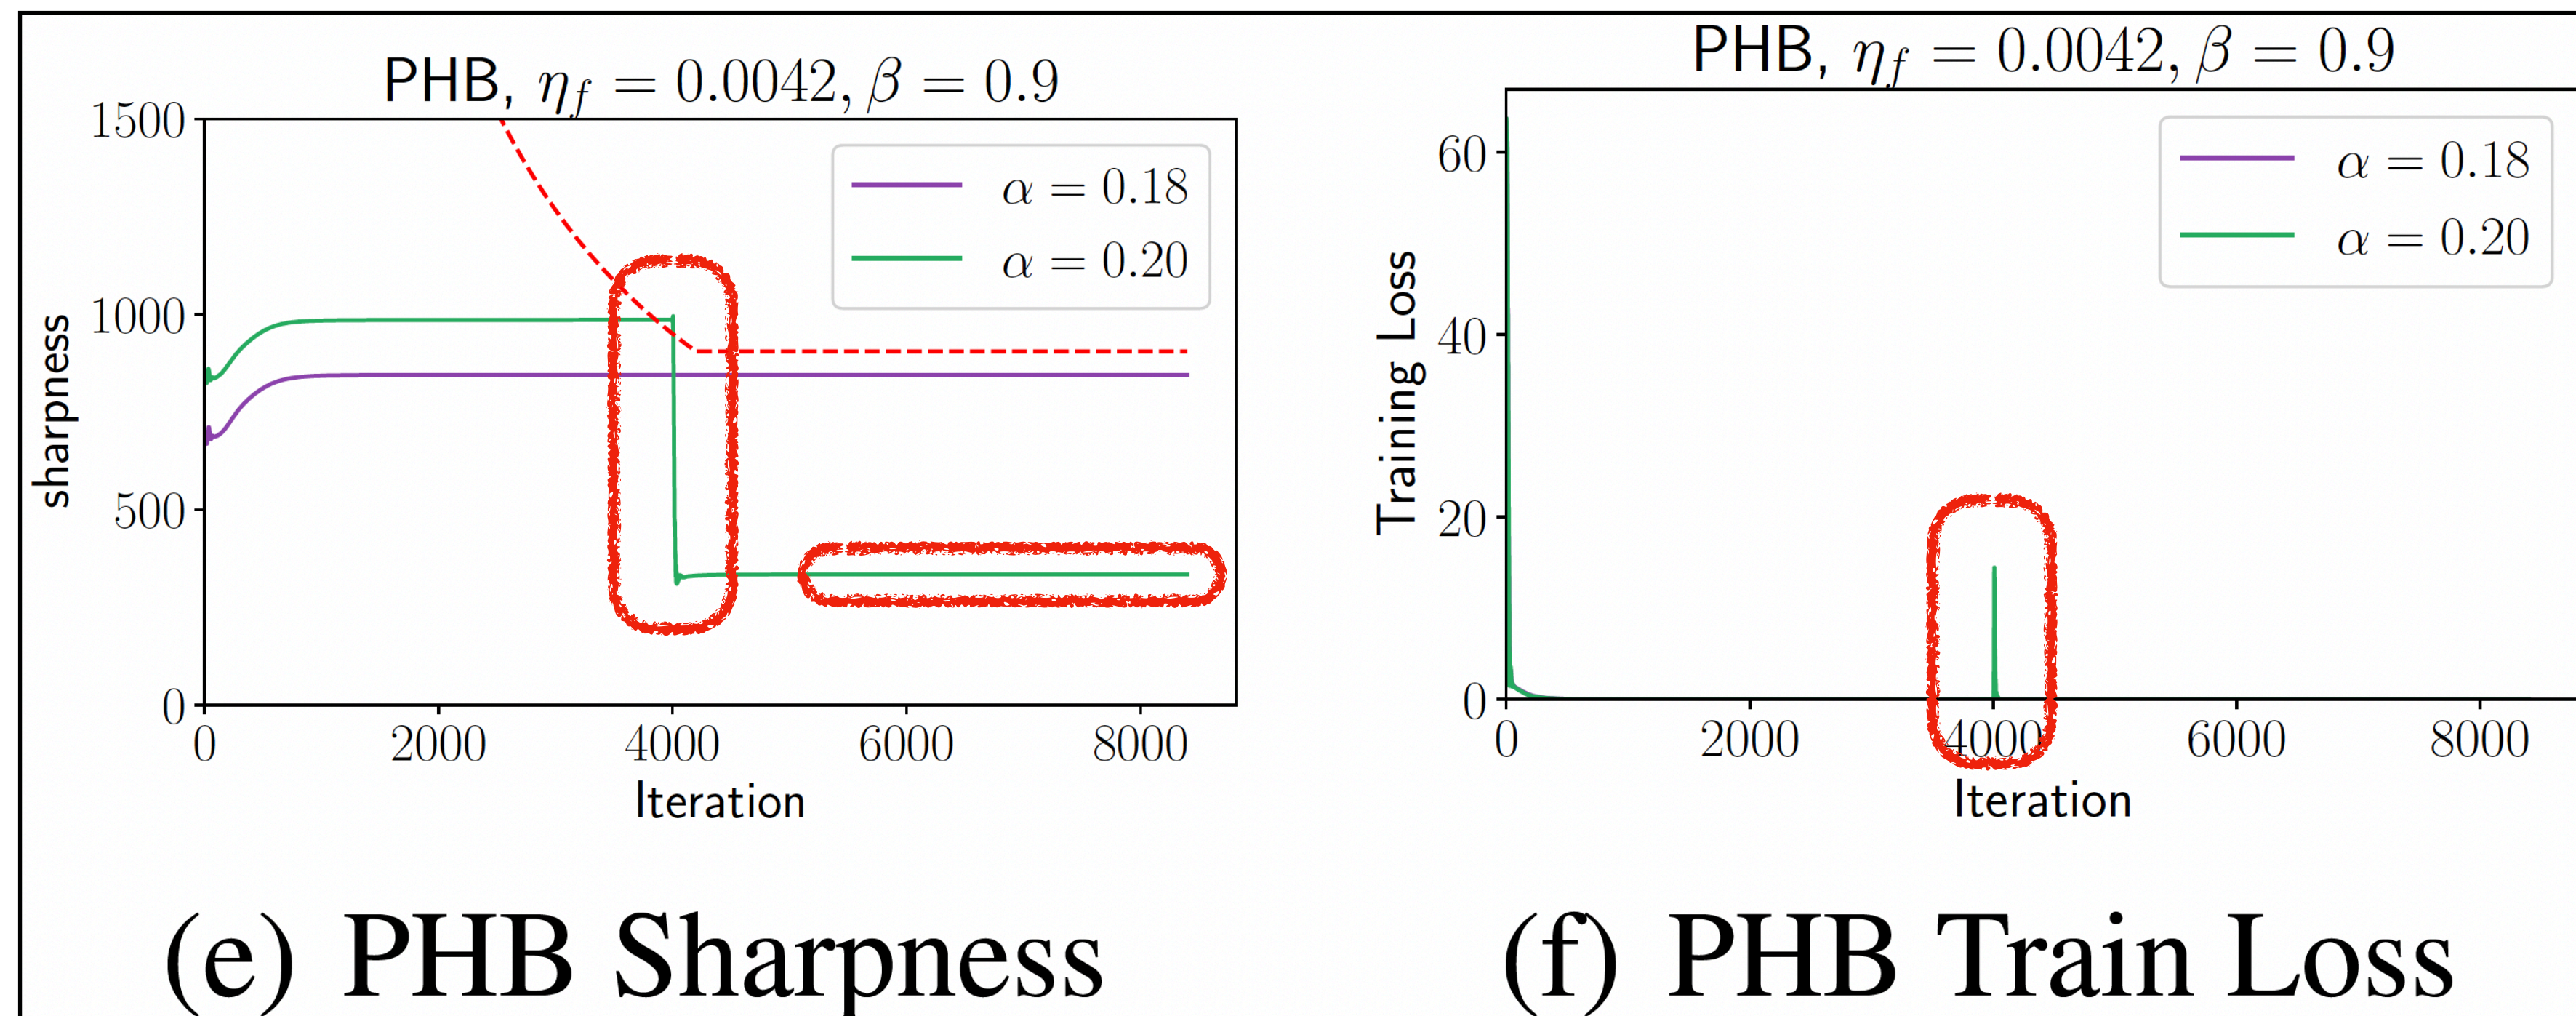 PHB, η_f = 0.0042, β = 0.9
1500
1000
500
0
sharpness
α = 0.18
α = 0.20
0 2000 4000 6000 8000
Iteration
(e) PHB Sharpness
PHB, η_f = 0.0042, β = 0.9
60
40
20
0
Training Loss
α = 0.18
α = 0.20
0 2000 4000 6000 8000
Iteration
(f) PHB Train Loss